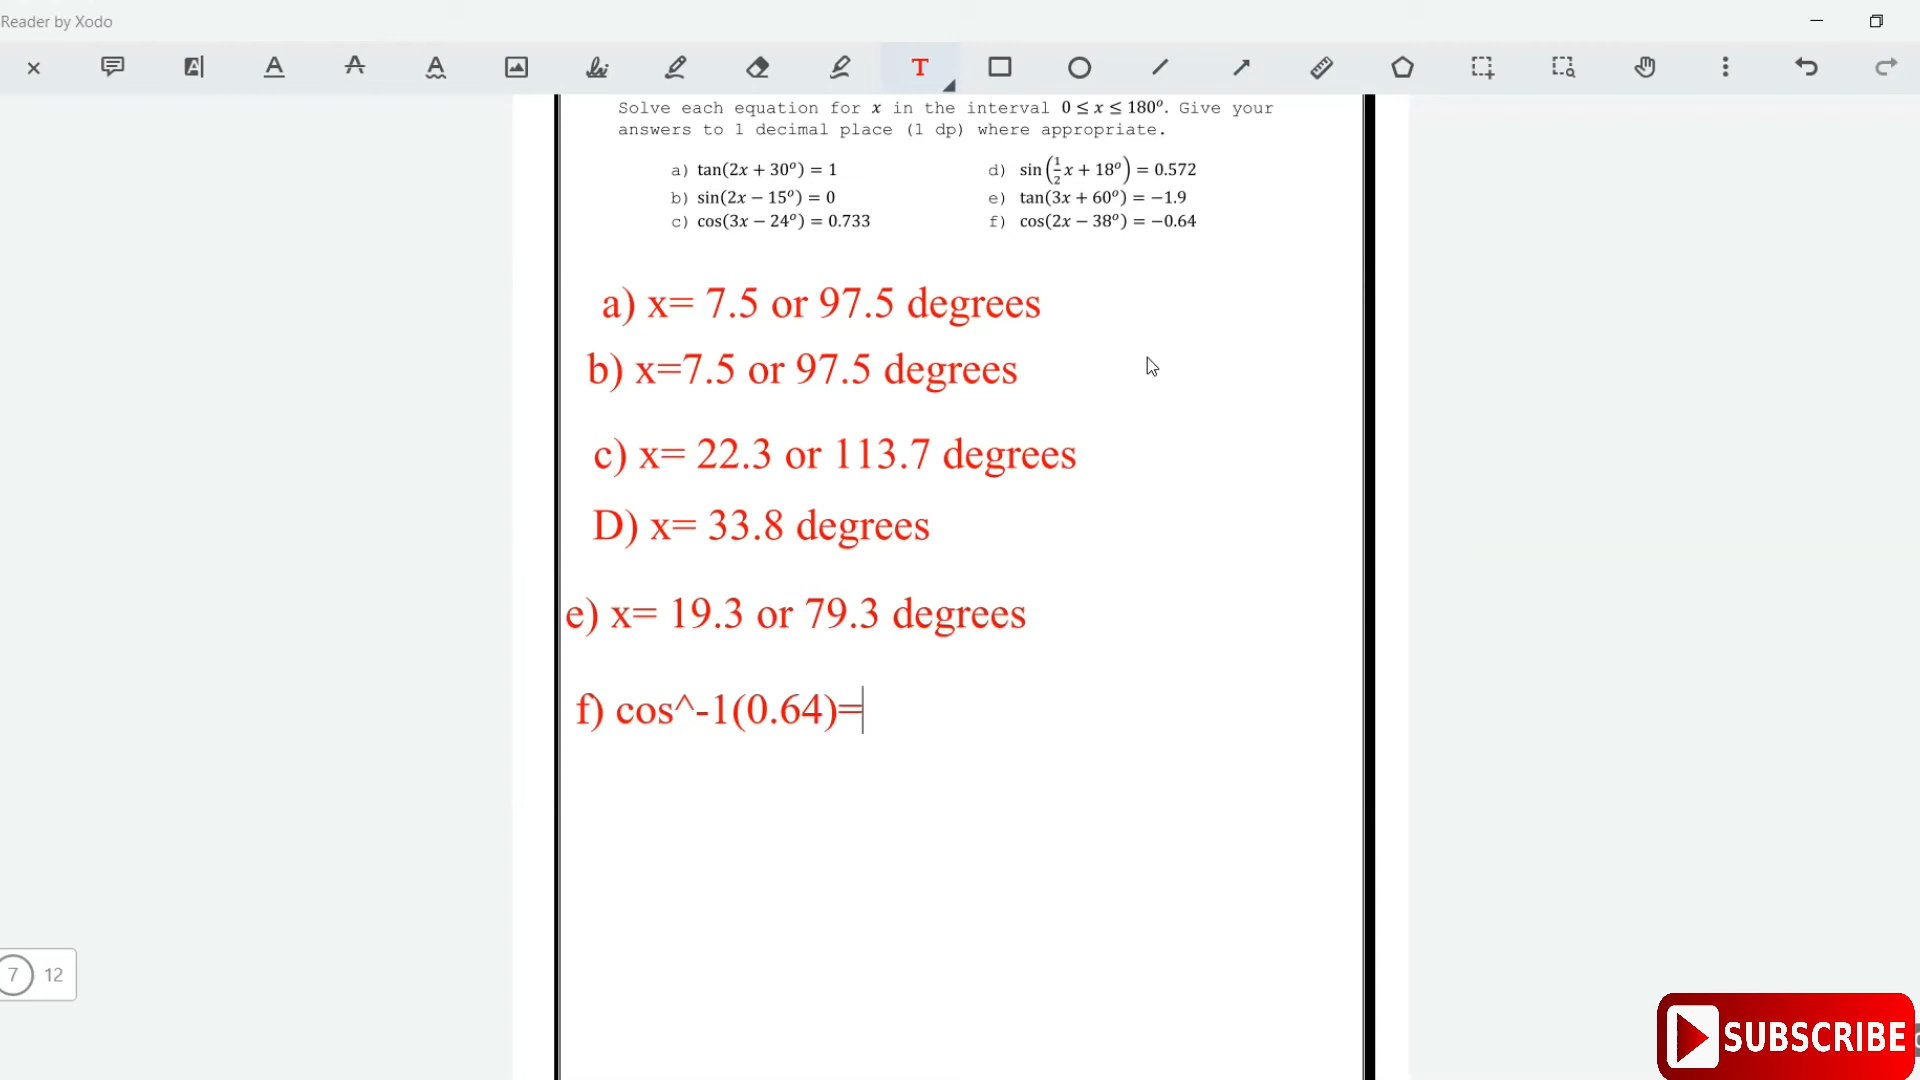 Reader by Xodo
Solve each equation for x in the interval 0 ≤ x ≤ 180°. Give your
answers to 1 decimal place (1 dp) where appropriate.
a) tan(2x + 30°) = 1
b) sin(2x − 15°) = 0
c) cos(3x − 24°) = 0.733
d) sin(1/2 x + 18°) = 0.572
e) tan(3x + 60°) = −1.9
f) cos(2x − 38°) = −0.64
a) x= 7.5 or 97.5 degrees
b) x=7.5 or 97.5 degrees
c) x= 22.3 or 113.7 degrees
D) x= 33.8 degrees
e) x= 19.3 or 79.3 degrees
f) cos^-1(0.64)=
7 12
SUBSCRIBE